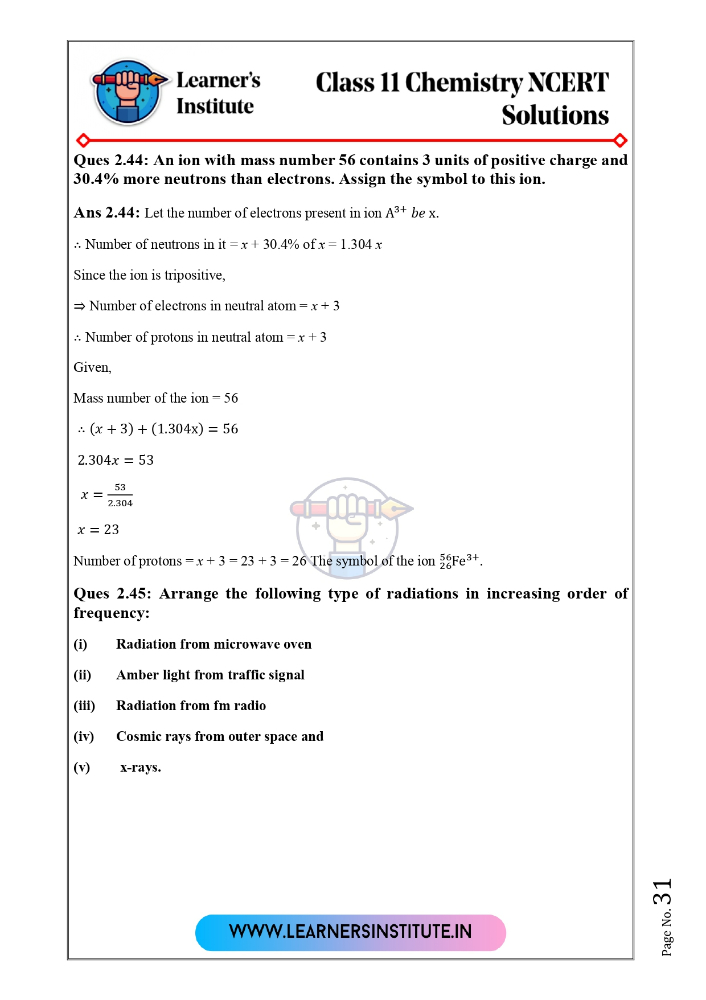 Learner's
Institute
Class 11 Chemistry NCERT
Solutions
Ques 2.44: An ion with mass number 56 contains 3 units of positive charge and
30.4% more neutrons than electrons. Assign the symbol to this ion.
Ans 2.44: Let the number of electrons present in ion A³⁺ be x.
∴ Number of neutrons in it = x + 30.4% of x = 1.304 x
Since the ion is tripositive,
⇒ Number of electrons in neutral atom = x + 3
∴ Number of protons in neutral atom = x + 3
Given,
Mass number of the ion = 56
∴ (x + 3) + (1.304x) = 56
2.304x = 53
x = 53/2.304
x = 23
Number of protons = x + 3 = 23 + 3 = 26 The symbol of the ion ⁵⁶₂₆Fe³⁺.
Ques 2.45: Arrange the following type of radiations in increasing order of
frequency:
(i) Radiation from microwave oven
(ii) Amber light from traffic signal
(iii) Radiation from fm radio
(iv) Cosmic rays from outer space and
(v) x-rays.
Page No. 31
WWW.LEARNERSINSTITUTE.IN